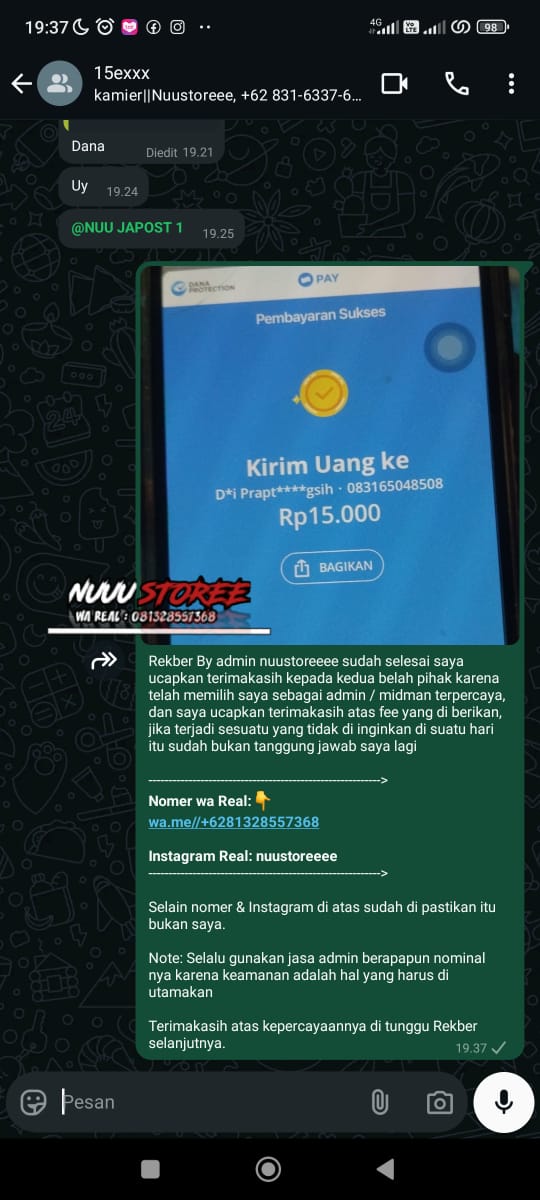 19:37
4G
Vo LTE
98
15exxx
kamier||Nuustoreee, +62 831-6337-6...
Dana
Diedit 19.21
Uy
19.24
@NUU JAPOST 1
19.25
DANA PROTECTION
PAY
Pembayaran Sukses
Kirim Uang ke
D*i Prapt****gsih · 083165048508
Rp15.000
BAGIKAN
NUUU STOREE
WA REAL : 081328557368
Rekber By admin nuustoreeee sudah selesai saya
ucapkan terimakasih kepada kedua belah pihak karena
telah memilih saya sebagai admin / midman terpercaya,
dan saya ucapkan terimakasih atas fee yang di berikan,
jika terjadi sesuatu yang tidak di inginkan di suatu hari
itu sudah bukan tanggung jawab saya lagi
---------------------------------------------------------->
Nomer wa Real:👇
wa.me//+6281328557368
Instagram Real: nuustoreeee
---------------------------------------------------------->
Selain nomer & Instagram di atas sudah di pastikan itu
bukan saya.
Note: Selalu gunakan jasa admin berapapun nominal
nya karena keamanan adalah hal yang harus di
utamakan
Terimakasih atas kepercayaannya di tunggu Rekber
selanjutnya.
19.37
Pesan